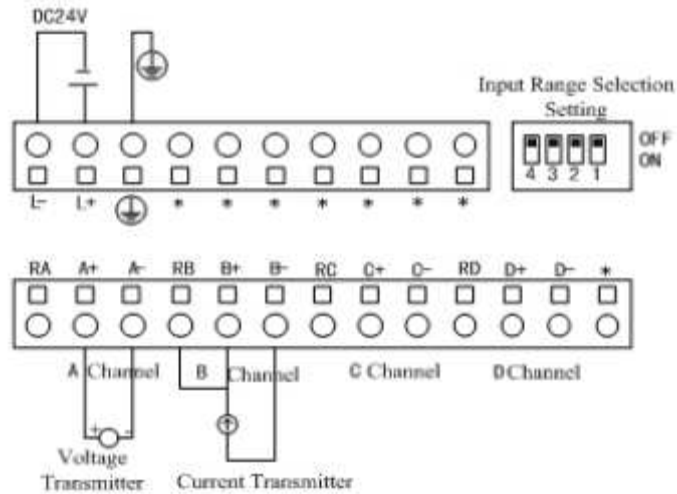 DC24V
Input Range Selection
Setting
OFF
ON
4 3 2 1
L- L+ * * * * * * *
RA A+ A- RB B+ B- RC C+ C- RD D+ D- *
A Channel B Channel C Channel D Channel
+ -
Voltage
Transmitter Current Transmitter